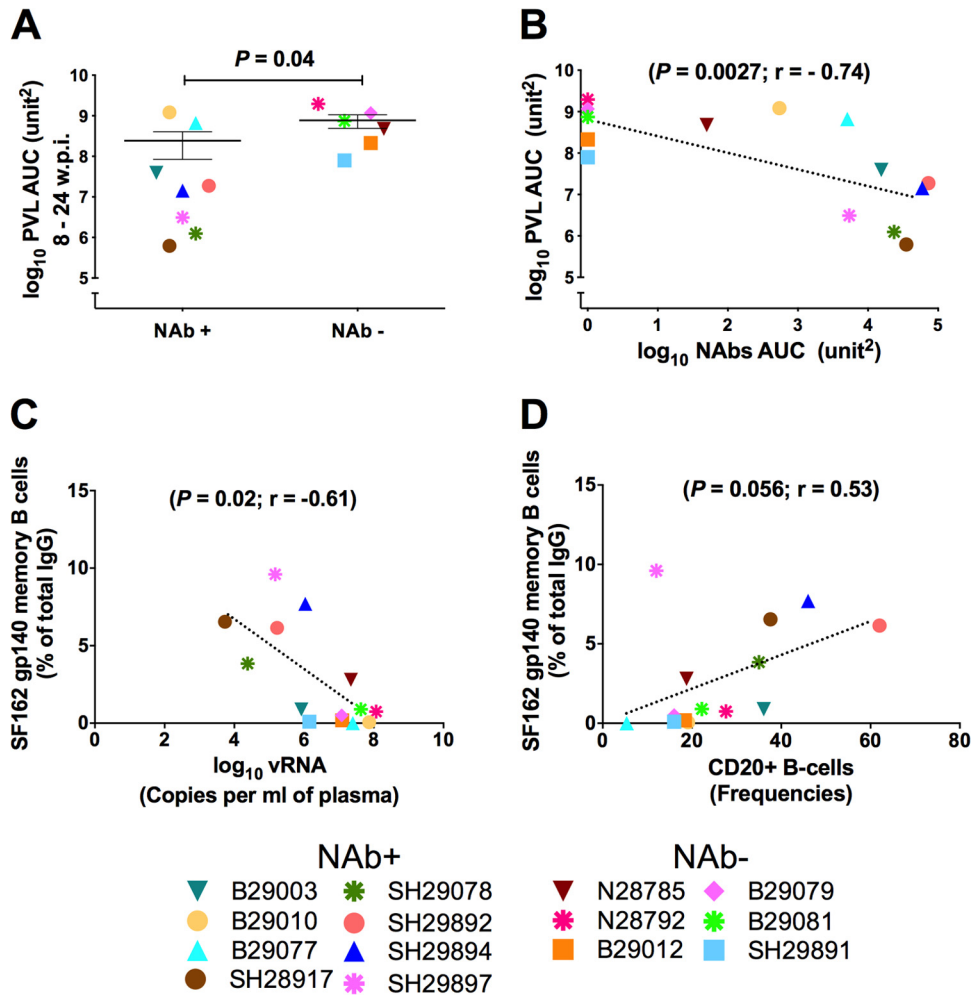 A
P = 0.04
log10 PVL AUC (unit2)
8 - 24 w.p.i.
10
9
8
7
6
5
NAb +
NAb -
B
(P = 0.0027; r = - 0.74)
log10 PVL AUC (unit2)
10
9
8
7
6
5
0 1 2 3 4 5
log10 NAbs AUC (unit2)
C
(P = 0.02; r = -0.61)
SF162 gp140 memory B cells
(% of total IgG)
15
10
5
0
0 2 4 6 8 10
log10 vRNA
(Copies per ml of plasma)
D
(P = 0.056; r = 0.53)
SF162 gp140 memory B cells
(% of total IgG)
15
10
5
0
0 20 40 60 80
CD20+ B-cells
(Frequencies)
NAb+
B29003
SH29078
B29010
SH29892
B29077
SH29894
SH28917
SH29897
NAb-
N28785
B29079
N28792
B29081
B29012
SH29891